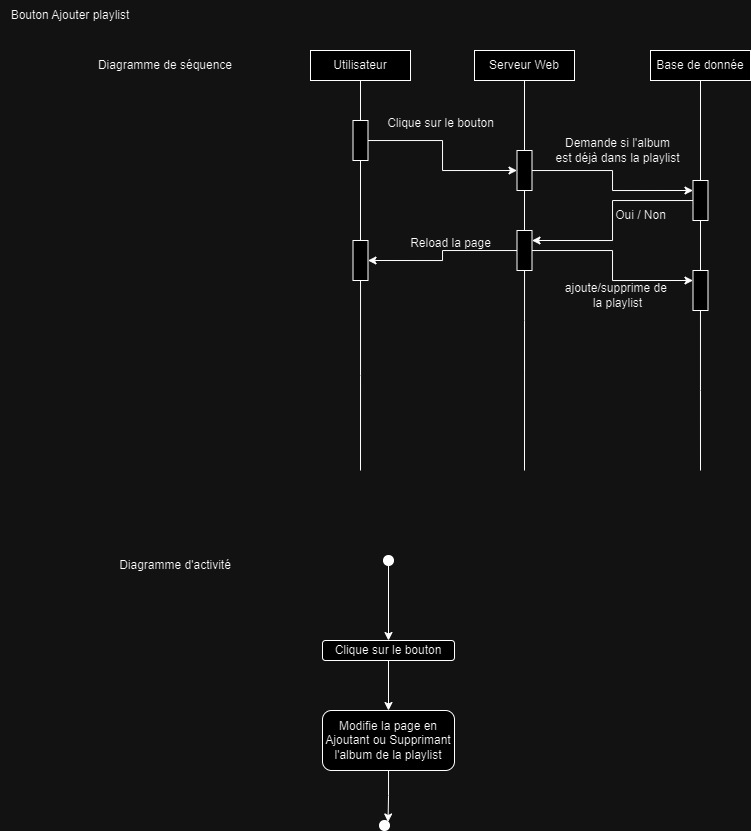 Bouton Ajouter playlist
Diagramme de séquence
Utilisateur
Serveur Web
Base de donnée
Clique sur le bouton
Demande si l'album
est déjà dans la playlist
Oui / Non
Reload la page
ajoute/supprime de
la playlist
Diagramme d'activité
Clique sur le bouton
Modifie la page en
Ajoutant ou Supprimant
l'album de la playlist